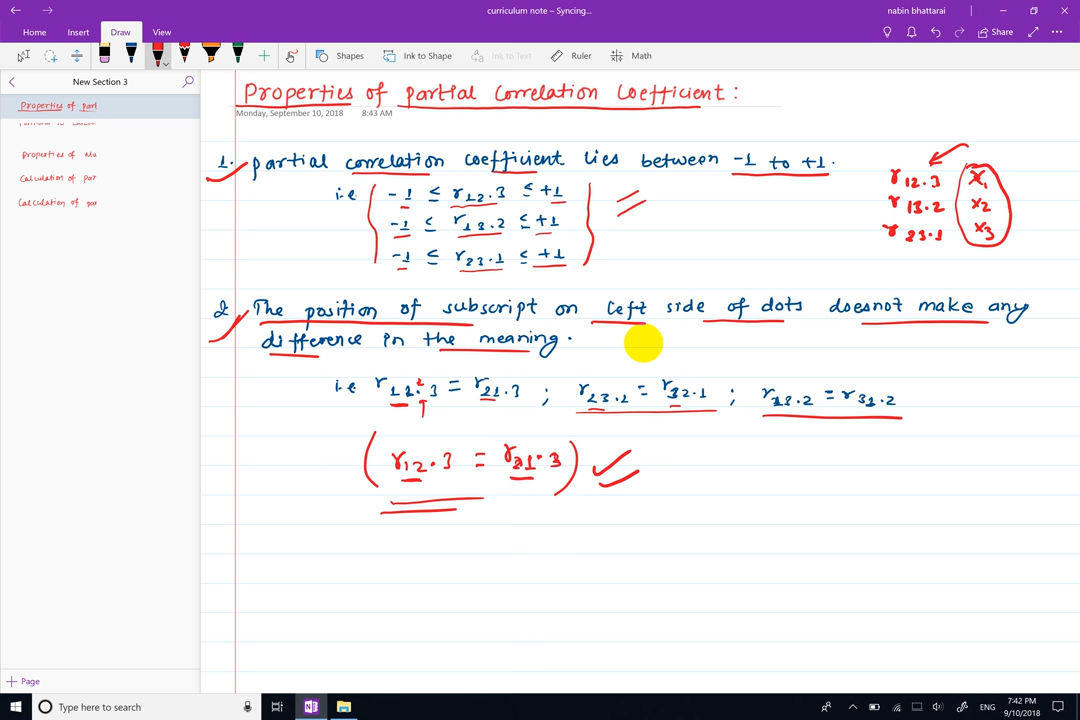 curriculum note – Syncing...
nabin bhattarai
Home Insert Draw View
Share
Shapes Ink to Shape Ink to Text Ruler Math
New Section 3
Properties of parl
Properties of Ma
Calculation of par
Calculation of par
Page
Properties of partial Correlation Coefficient :
Monday, September 10, 2018 8:43 AM
1. partial correlation coefficient lies between -1 to +1.
i.e -1 ≤ r12.3 ≤ +1
-1 ≤ r13.2 ≤ +1
-1 ≤ r23.1 ≤ +1
r12.3 x1
r13.2 x2
r23.1 x3
2. The position of subscript on left side of dots doesnot make any
difference in the meaning.
i.e r12.3 = r21.3 ; r23.1 = r32.1 ; r13.2 = r31.2
(r12.3 = r21.3)
Type here to search
ENG
7:42 PM
9/10/2018